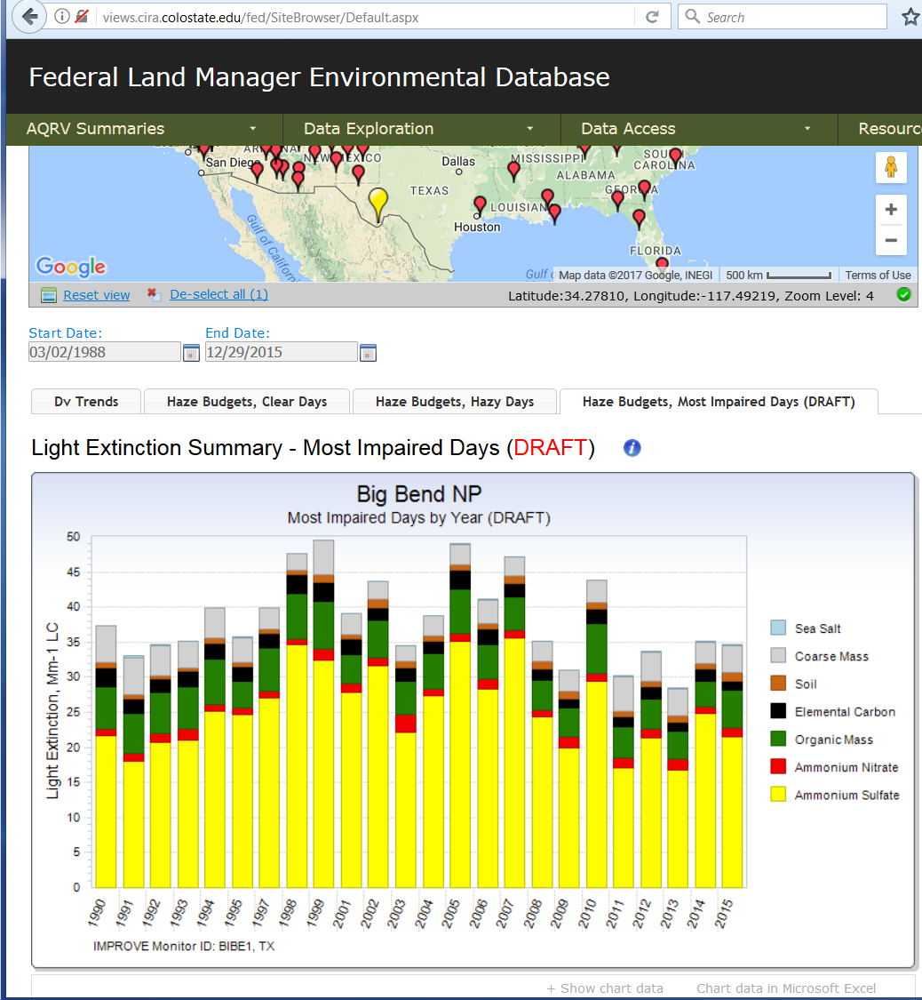 views.cira.colostate.edu/fed/SiteBrowser/Default.aspx
Search
Federal Land Manager Environmental Database
AQRV Summaries
Data Exploration
Data Access
Resourc
San Diego
NEW MEXICO
Dallas
TEXAS
MISSISSIPPI
ALABAMA
SOUTH
CAROLINA
GEORGIA
LOUISIAN
Houston
FLORIDA
Gulf of Californ
Google
Gulf o
Map data ©2017 Google, INEGI
500 km
Terms of Use
Reset view
De-select all (1)
Latitude:34.27810, Longitude:-117.49219, Zoom Level: 4
Start Date:
End Date:
03/02/1988
12/29/2015
Dv Trends
Haze Budgets, Clear Days
Haze Budgets, Hazy Days
Haze Budgets, Most Impaired Days (DRAFT)
Light Extinction Summary - Most Impaired Days (DRAFT)
Big Bend NP
Most Impaired Days by Year (DRAFT)
Light Extinction, Mm-1 LC
50
45
40
35
30
25
20
15
10
5
0
1990
1991
1992
1993
1994
1995
1997
1998
1999
2001
2002
2003
2004
2005
2006
2007
2008
2009
2010
2011
2012
2013
2014
2015
Sea Salt
Coarse Mass
Soil
Elemental Carbon
Organic Mass
Ammonium Nitrate
Ammonium Sulfate
IMPROVE Monitor ID: BIBE1, TX
+ Show chart data
Chart data in Microsoft Excel